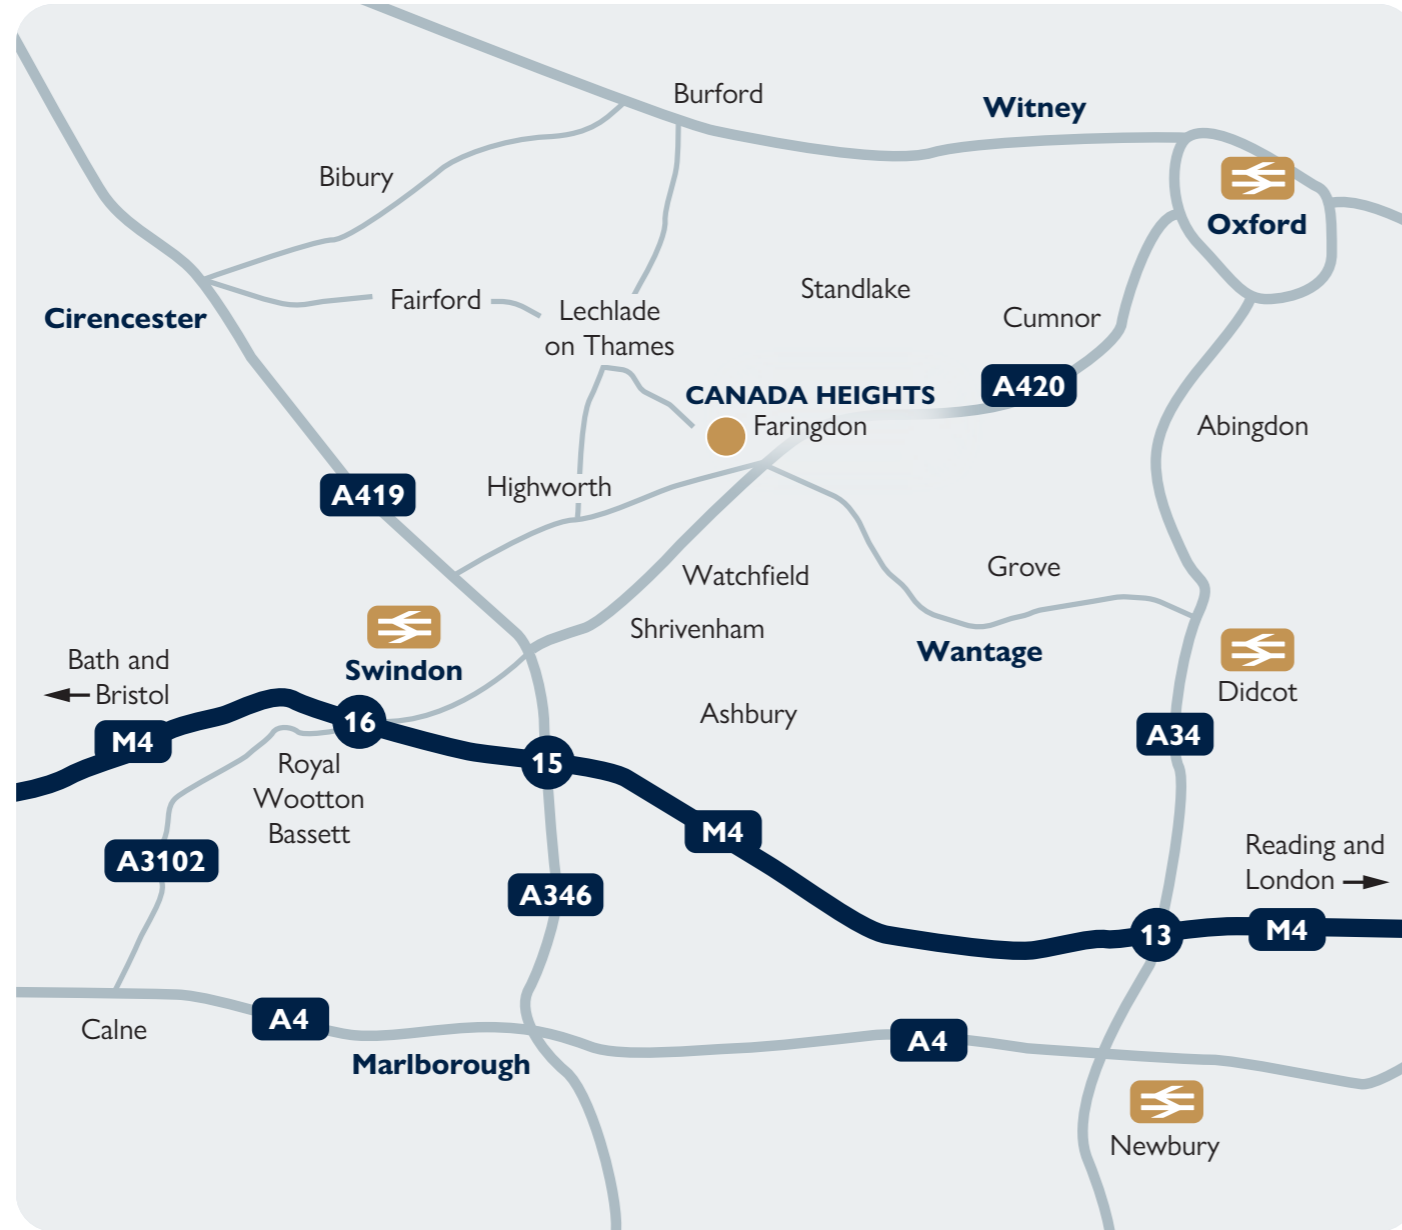 Burford
Witney
Bibury
Oxford
Standlake
Fairford
Lechlade
on Thames
Cirencester
Cumnor
A420
CANADA HEIGHTS
Faringdon
Abingdon
A419
Highworth
Watchfield
Grove
Shrivenham
Wantage
Swindon
Bath and
Bristol
Didcot
Ashbury
16
M4
A34
15
Royal
Wootton
Bassett
M4
A3102
Reading and
London
A346
13
M4
A4
Calne
A4
Marlborough
Newbury